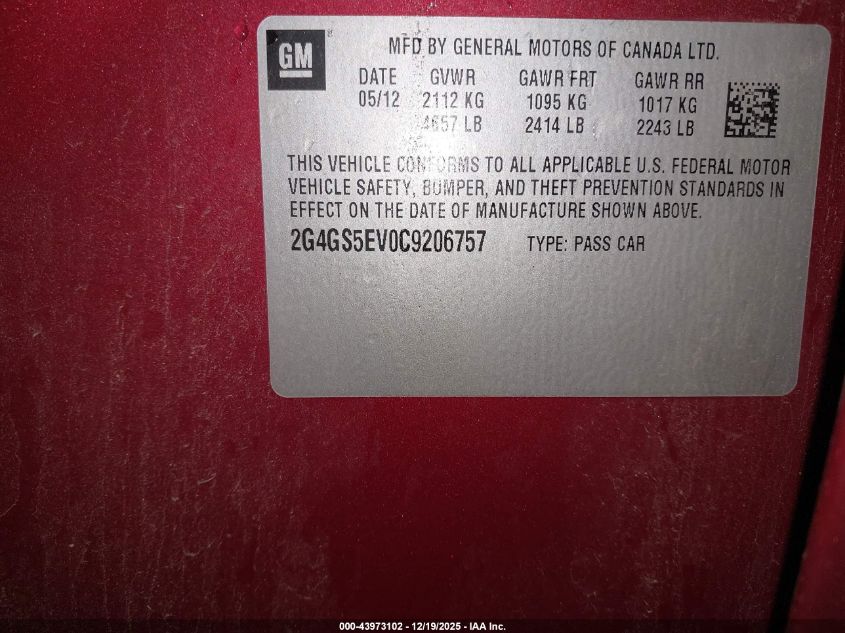 GM
MFD BY GENERAL MOTORS OF CANADA LTD.
DATE GVWR GAWR FRT GAWR RR
05/12 2112 KG 1095 KG 1017 KG
4657 LB 2414 LB 2243 LB
THIS VEHICLE CONFORMS TO ALL APPLICABLE U.S. FEDERAL MOTOR
VEHICLE SAFETY, BUMPER, AND THEFT PREVENTION STANDARDS IN
EFFECT ON THE DATE OF MANUFACTURE SHOWN ABOVE.
2G4GS5EV0C9206757 TYPE: PASS CAR
000-43973102 - 12/19/2025 - IAA Inc.